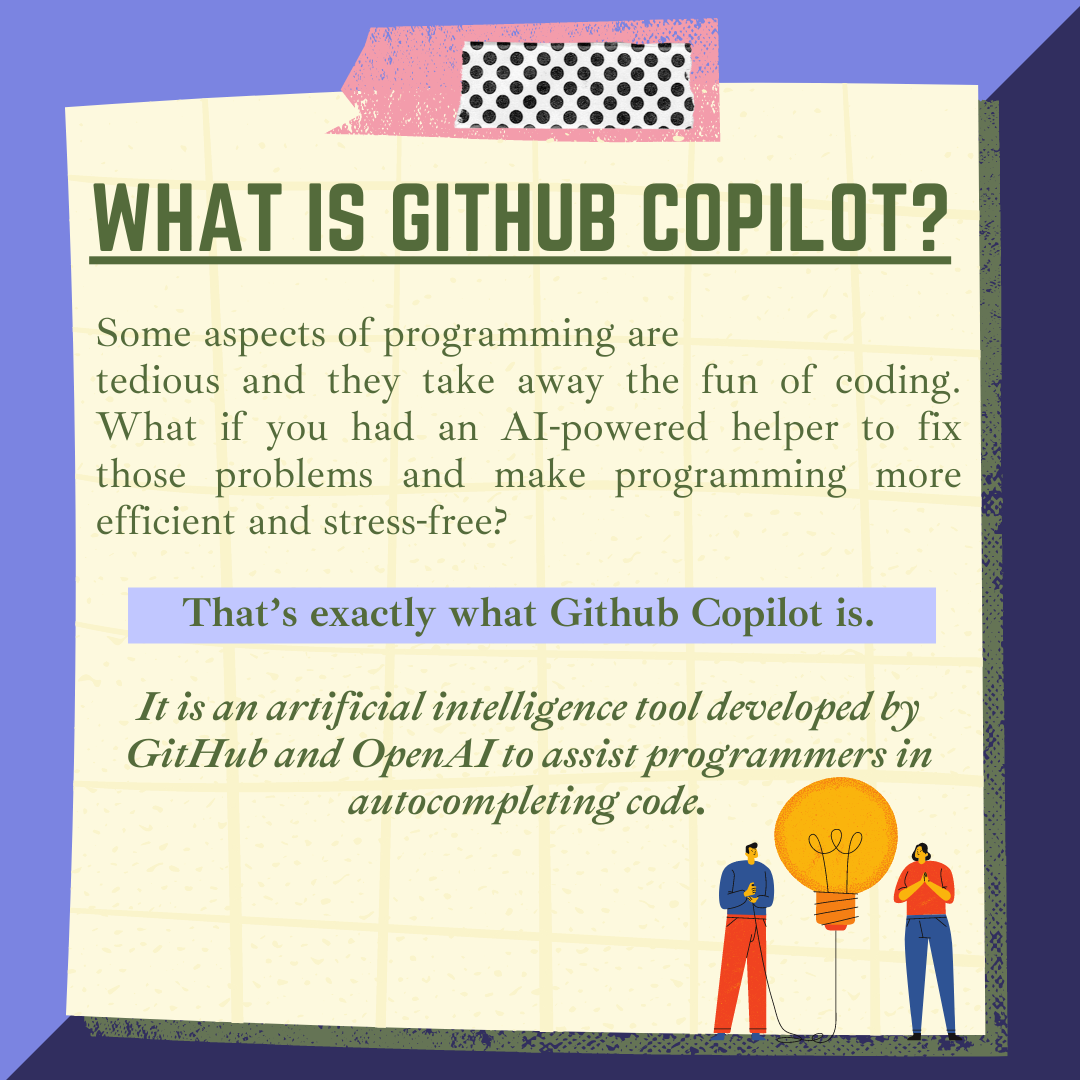 WHAT IS GITHUB COPILOT?
Some aspects of programming are
tedious and they take away the fun of coding.
What if you had an AI-powered helper to fix
those problems and make programming more
efficient and stress-free?
That's exactly what Github Copilot is.
It is an artificial intelligence tool developed by
GitHub and OpenAI to assist programmers in
autocompleting code.